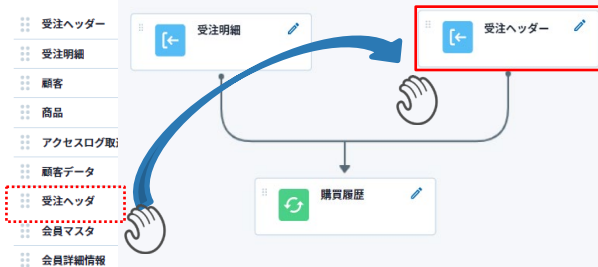 受注ヘッダー
受注明細
顧客
商品
アクセスログ取
顧客データ
受注ヘッダ
会員マスタ
会員詳細情報
受注明細
受注ヘッダー
購買履歴